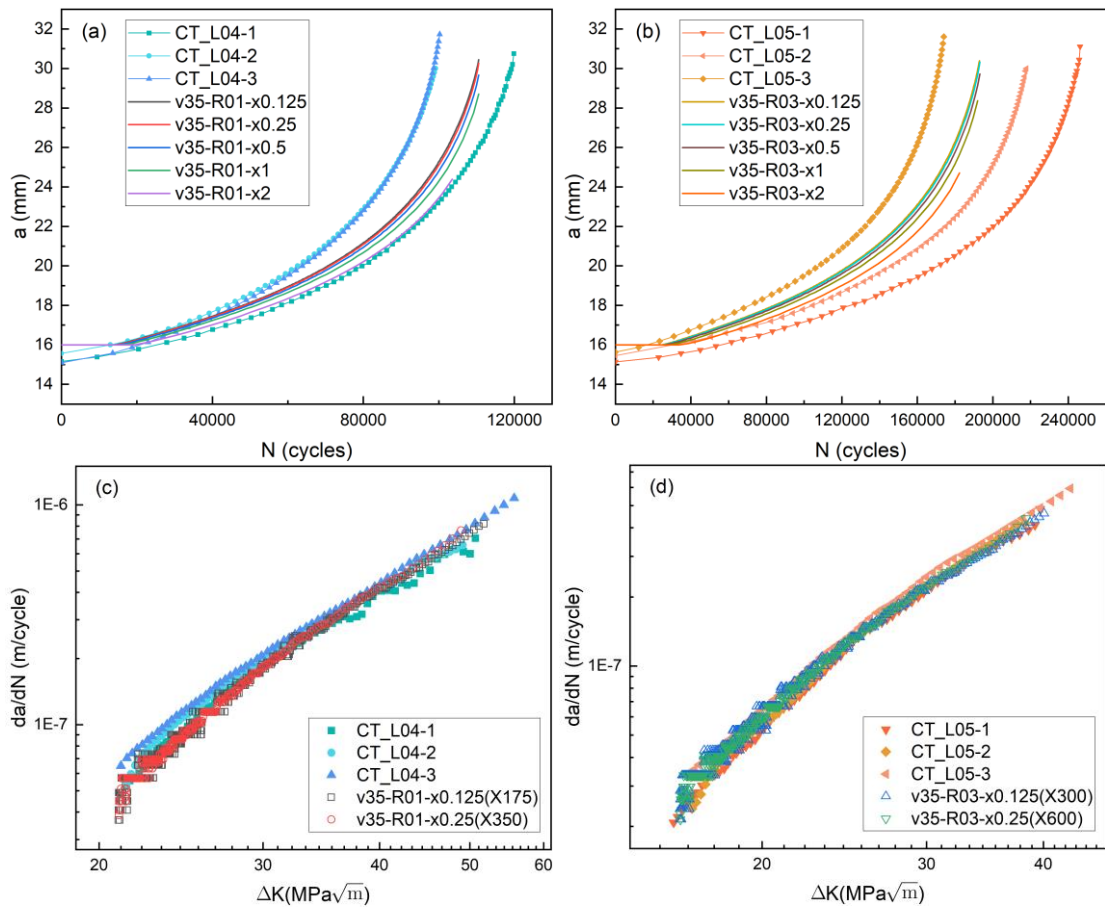 (a)
CT_L04-1
CT_L04-2
CT_L04-3
v35-R01-x0.125
v35-R01-x0.25
v35-R01-x0.5
v35-R01-x1
v35-R01-x2
32
30
28
26
24
22
20
18
16
14
a (mm)
0
40000
80000
120000
N (cycles)
(b)
CT_L05-1
CT_L05-2
CT_L05-3
v35-R03-x0.125
v35-R03-x0.25
v35-R03-x0.5
v35-R03-x1
v35-R03-x2
32
30
28
26
24
22
20
18
16
14
a (mm)
0
40000
80000
120000
160000
200000
240000
N (cycles)
(c)
1E-6
1E-7
da/dN (m/cycle)
CT_L04-1
CT_L04-2
CT_L04-3
v35-R01-x0.125(X175)
v35-R01-x0.25(X350)
20
30
40
50
60
ΔK(MPa√m)
(d)
1E-7
da/dN (m/cycle)
CT_L05-1
CT_L05-2
CT_L05-3
v35-R03-x0.125(X300)
v35-R03-x0.25(X600)
20
30
40
ΔK(MPa√m)